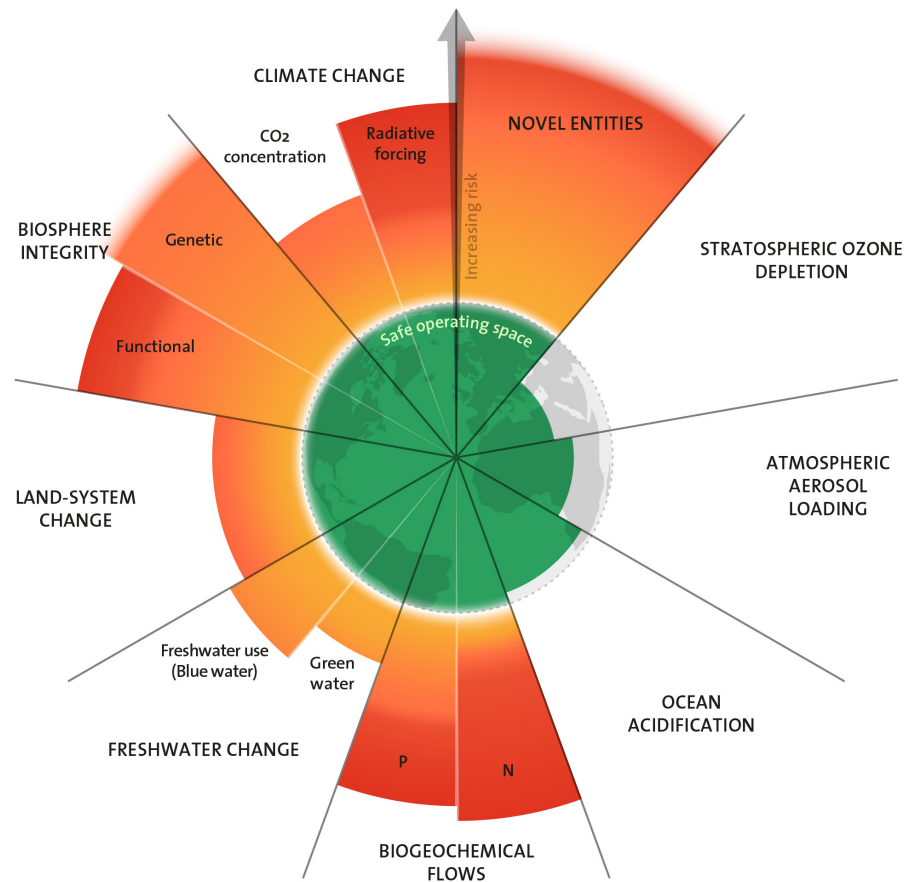 CLIMATE CHANGE
CO2
concentration
Radiative
forcing
NOVEL ENTITIES
Increasing risk
STRATOSPHERIC OZONE
DEPLETION
BIOSPHERE
INTEGRITY
Genetic
Functional
Safe operating space
ATMOSPHERIC
AEROSOL
LOADING
LAND-SYSTEM
CHANGE
Freshwater use
(Blue water)
Green
water
OCEAN
ACIDIFICATION
FRESHWATER CHANGE
P
N
BIOGEOCHEMICAL
FLOWS